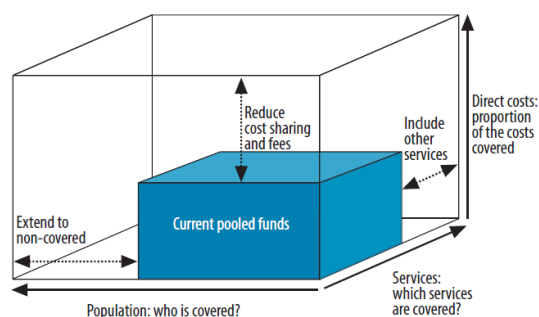 Direct costs:
proportion
of the costs
covered
Reduce
cost sharing
and fees
Include
other
services
Extend to
non-covered
Current pooled funds
Services:
which services
are covered?
Population: who is covered?